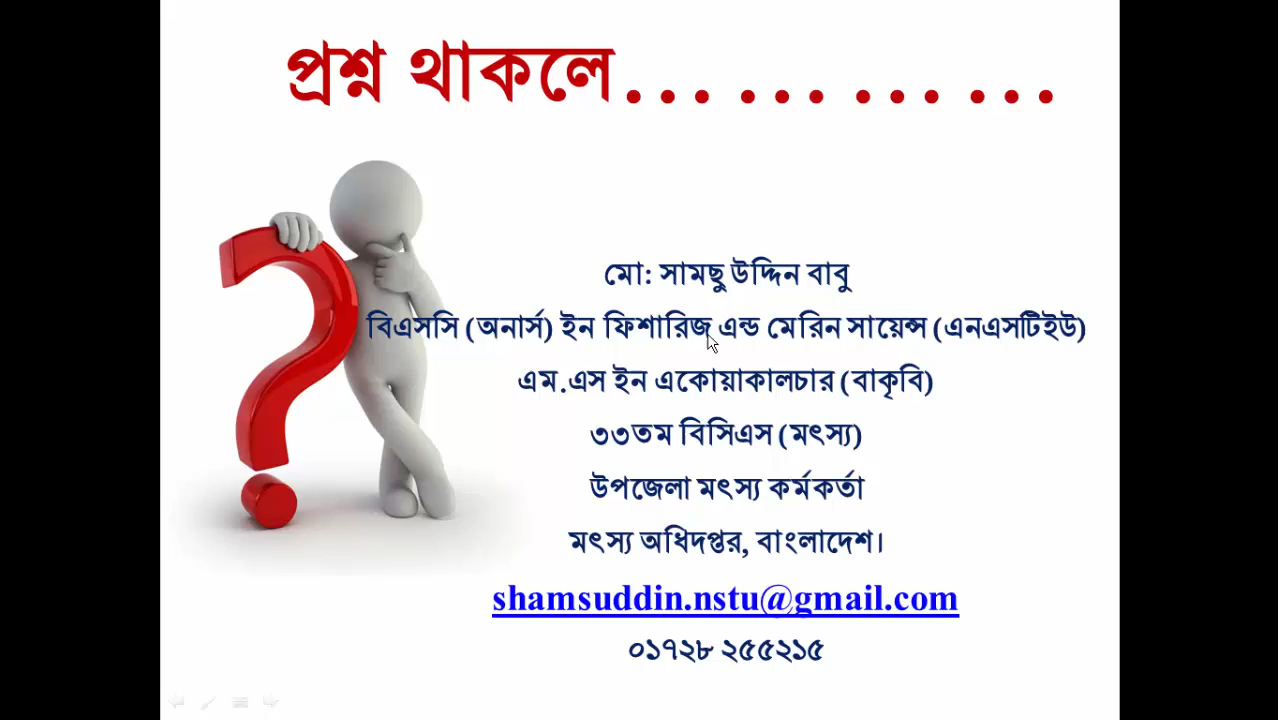 প্রশ্ন থাকলে… … … …
মো: সামছু উদ্দিন বাবু
বিএসসি (অনার্স) ইন ফিশারিজ এন্ড মেরিন সায়েন্স (এনএসটিইউ)
এম.এস ইন একোয়াকালচার (বাকৃবি)
৩৩তম বিসিএস (মৎস্য)
উপজেলা মৎস্য কর্মকর্তা
মৎস্য অধিদপ্তর, বাংলাদেশ।
shamsuddin.nstu@gmail.com
০১৭২৮ ২৫৫২১৫